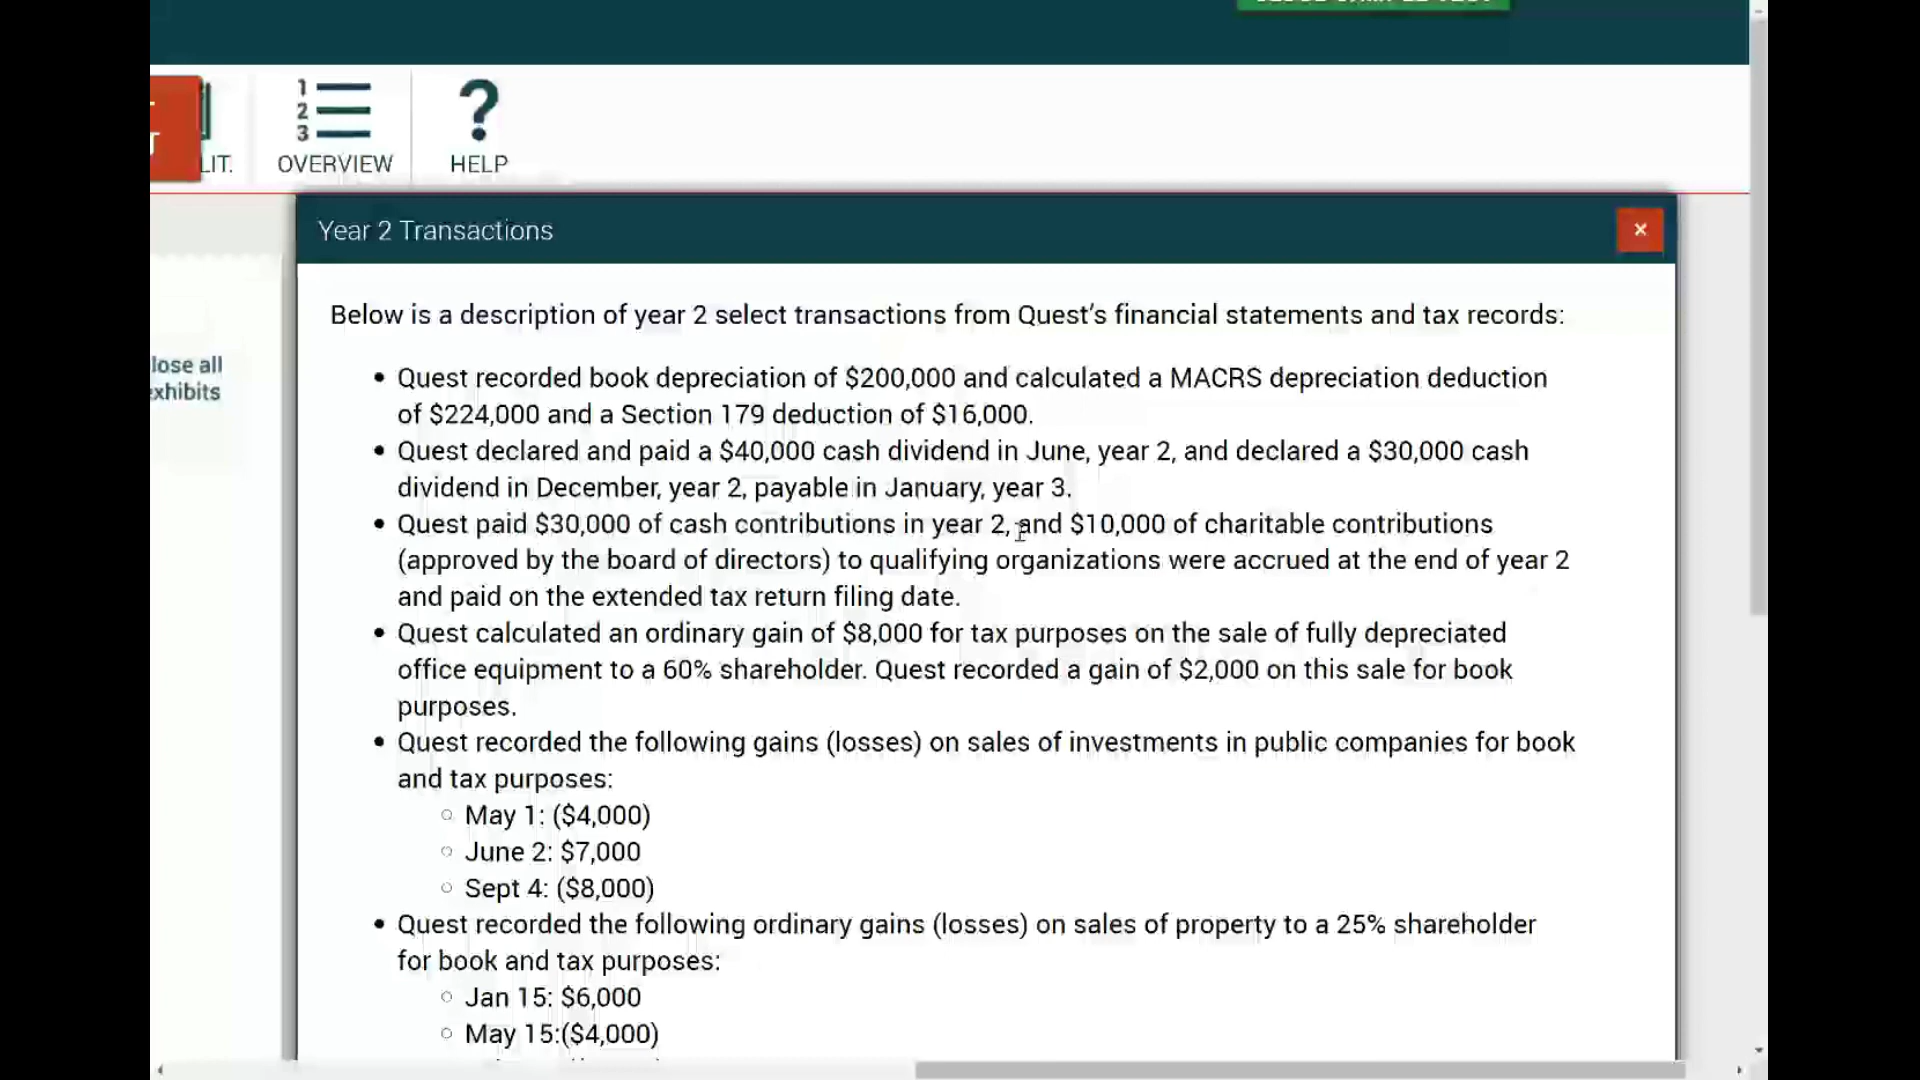 1
2
3
LIT.
OVERVIEW
HELP
Year 2 Transactions
×
Below is a description of year 2 select transactions from Quest’s financial statements and tax records:
lose all
xhibits
• Quest recorded book depreciation of $200,000 and calculated a MACRS depreciation deduction
of $224,000 and a Section 179 deduction of $16,000.
• Quest declared and paid a $40,000 cash dividend in June, year 2, and declared a $30,000 cash
dividend in December, year 2, payable in January, year 3.
• Quest paid $30,000 of cash contributions in year 2, and $10,000 of charitable contributions
(approved by the board of directors) to qualifying organizations were accrued at the end of year 2
and paid on the extended tax return filing date.
• Quest calculated an ordinary gain of $8,000 for tax purposes on the sale of fully depreciated
office equipment to a 60% shareholder. Quest recorded a gain of $2,000 on this sale for book
purposes.
• Quest recorded the following gains (losses) on sales of investments in public companies for book
and tax purposes:
○ May 1: ($4,000)
○ June 2: $7,000
○ Sept 4: ($8,000)
• Quest recorded the following ordinary gains (losses) on sales of property to a 25% shareholder
for book and tax purposes:
○ Jan 15: $6,000
○ May 15:($4,000)